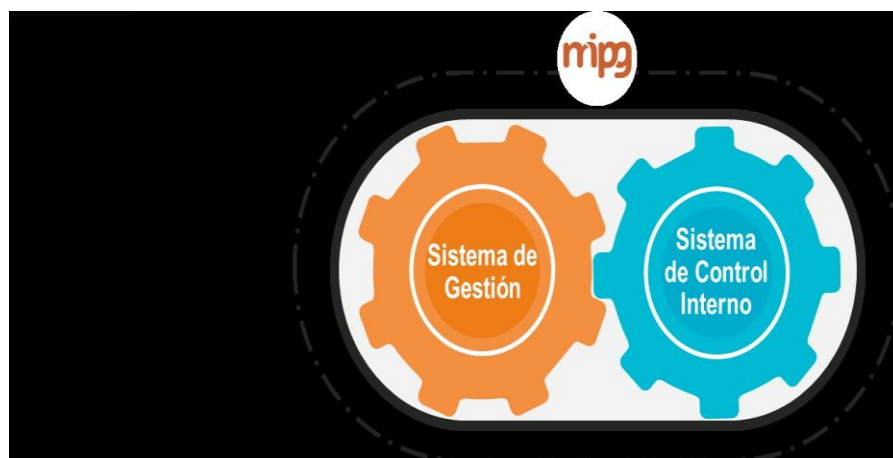 mipg
Sistema de
Gestión
Sistema
de Control
Interno